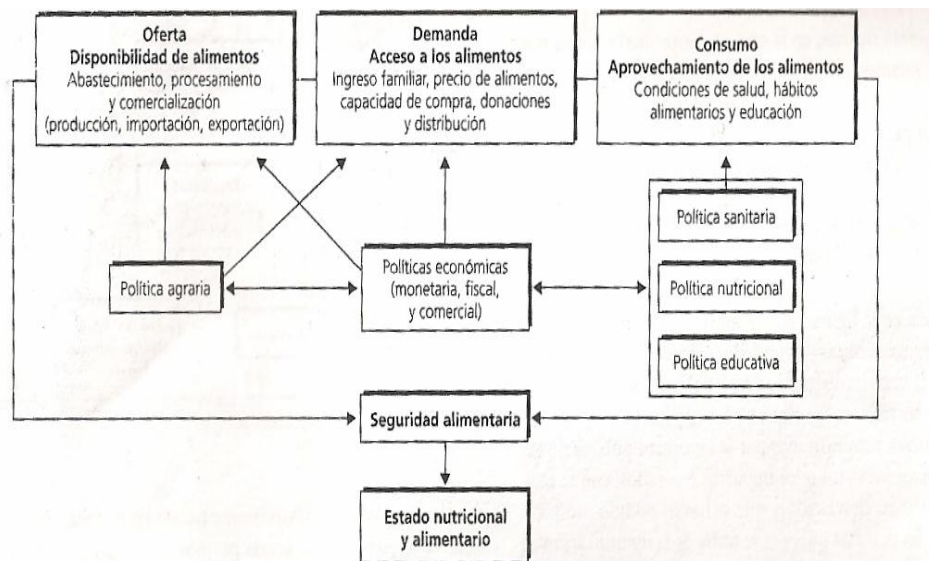 Oferta
Disponibilidad de alimentos
Abastecimiento, procesamiento
y comercialización
(producción, importación, exportación)
Demanda
Acceso a los alimentos
Ingreso familiar, precio de alimentos,
capacidad de compra, donaciones
y distribución
Consumo
Aprovechamiento de los alimentos
Condiciones de salud, hábitos
alimentarios y educación
Política agraria
Políticas económicas
(monetaria, fiscal,
y comercial)
Política sanitaria
Política nutricional
Política educativa
Seguridad alimentaria
Estado nutricional
y alimentario